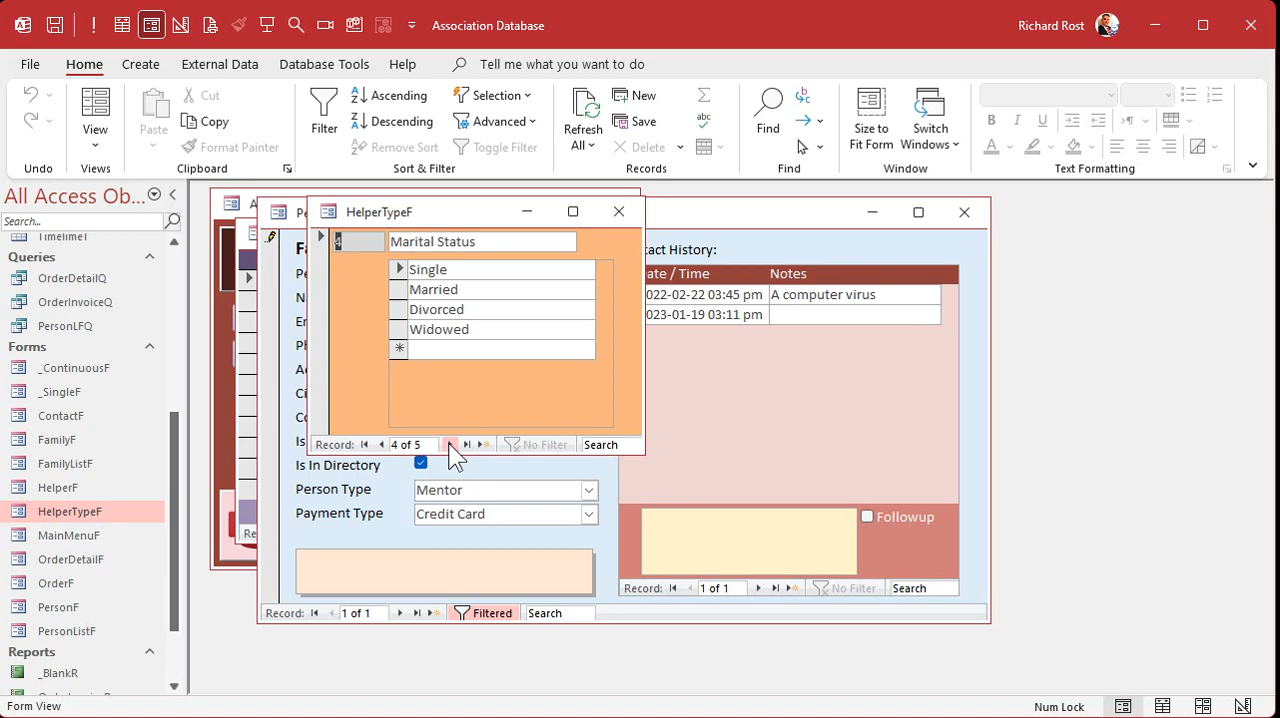 Association Database
Richard Rost
File Home Create External Data Database Tools Help Tell me what you want to do
Undo
View
Views
Paste
Cut
Copy
Format Painter
Clipboard
Filter
Ascending
Descending
Selection
Advanced
Toggle Filter
Sort & Filter
Refresh
All
New
Save
Delete
Records
Find
Find
Size to
Fit Form
Switch
Windows
Window
Text Formatting
All Access Ob...
Search...
TimelineT
Queries
OrderDetailQ
OrderInvoiceQ
PersonLFQ
Forms
_ContinuousF
_SingleF
ContactF
FamilyF
FamilyListF
HelperF
HelperTypeF
MainMenuF
OrderDetailF
OrderF
PersonF
PersonListF
Reports
_BlankR
HelperTypeF
4
Marital Status
Single
Married
Divorced
Widowed
Record: 4 of 5 No Filter Search
Is In Directory
Person Type Mentor
Payment Type Credit Card
Record: 1 of 1 Filtered Search
tact History:
ate / Time Notes
022-02-22 03:45 pm A computer virus
023-01-19 03:11 pm
Followup
Record: 1 of 1 No Filter Search
Form View
Num Lock